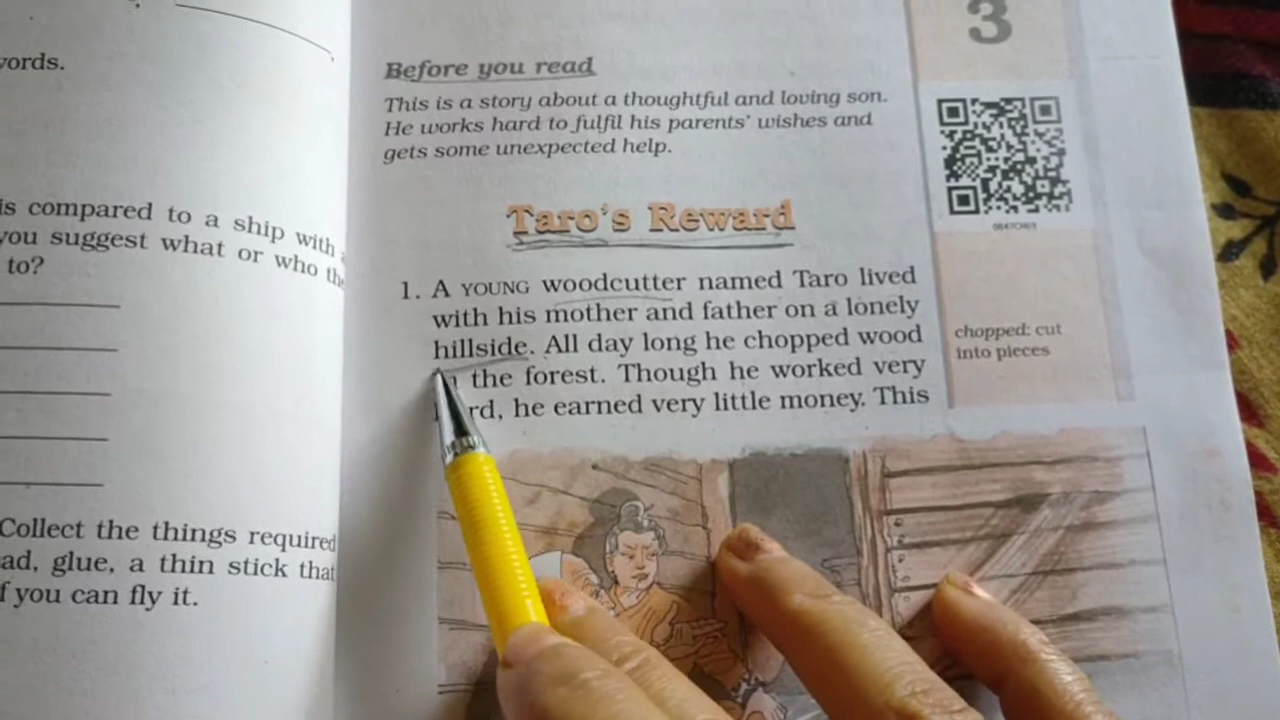 words.
is compared to a ship with
you suggest what or who the
to?
Collect the things required
ad, glue, a thin stick that
f you can fly it.
3
Before you read
This is a story about a thoughtful and loving son.
He works hard to fulfil his parents' wishes and
gets some unexpected help.
Taro's Reward
1. A YOUNG woodcutter named Taro lived
with his mother and father on a lonely
hillside. All day long he chopped wood
the forest. Though he worked very
rd, he earned very little money. This
chopped: cut
into pieces